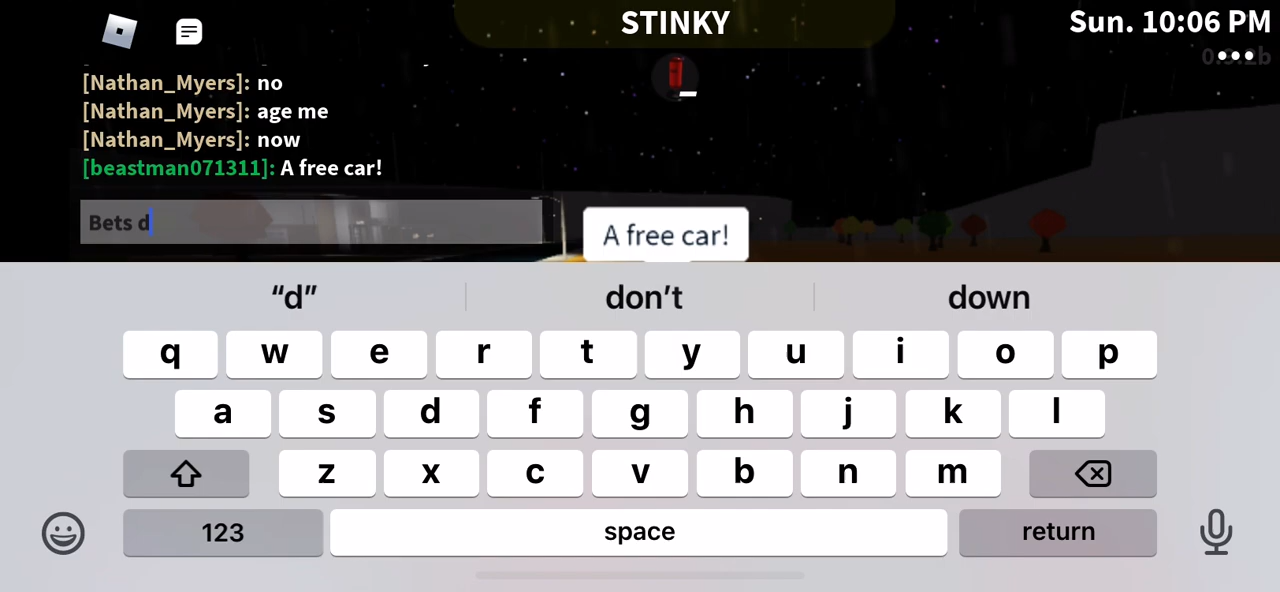 STINKY
Sun. 10:06 PM
[Nathan_Myers]: no
[Nathan_Myers]: age me
[Nathan_Myers]: now
[beastman071311]: A free car!
Bets d
A free car!
“d” don’t down
q w e r t y u i o p
a s d f g h j k l
z x c v b n m
123 space return